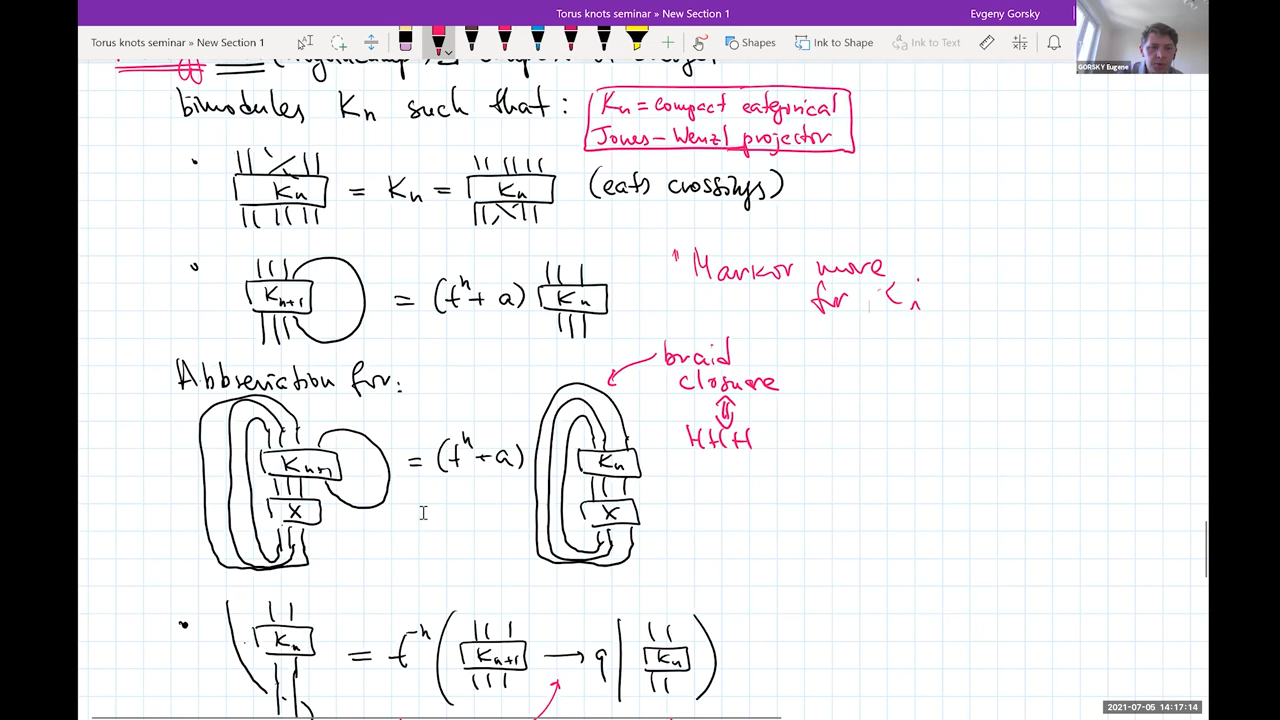 Torus knots seminar » New Section 1
Evgeny Gorsky
Torus knots seminar » New Section 1
Shapes
Ink to Shape
Ink to Text
GORSKY Eugene
bimodules Kn such that:
Kn = compact categorical
Jones-Wenzl projector
Kn = Kn = Kn (eats crossings)
Kn+1 = (t^n + a) Kn
"Markov move
for
Abbreviation for:
braid
closure
HHH
Kn+1 = (t^n + a) Kn
X X
Kn = t^-n ( Kn+1 → q Kn )
2021-07-05 14:17:14